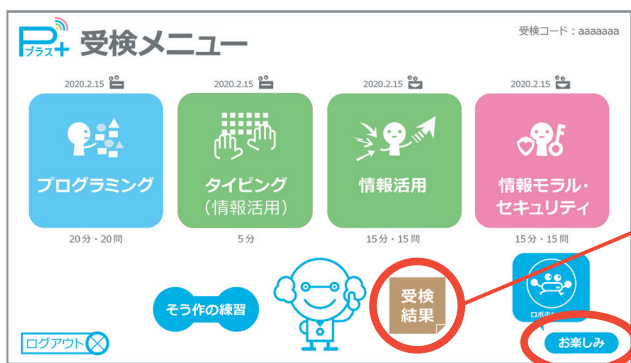 P
プラス+
受検メニュー
受検コード：aaaaaaa
2020.2.15
2020.2.15
2020.2.15
2020.2.15
プログラミング
タイピング
（情報活用）
情報活用
情報モラル・
セキュリティ
20分・20問
5分
15分・15問
15分・15問
そう作の練習
受検
結果
お楽しみ
ログアウト